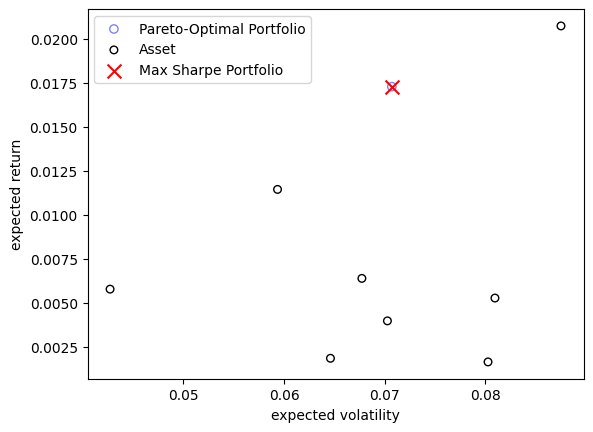 Pareto-Optimal Portfolio
Asset
Max Sharpe Portfolio
0.0200
0.0175
0.0150
0.0125
0.0100
0.0075
0.0050
0.0025
expected return
0.05
0.06
0.07
0.08
expected volatility